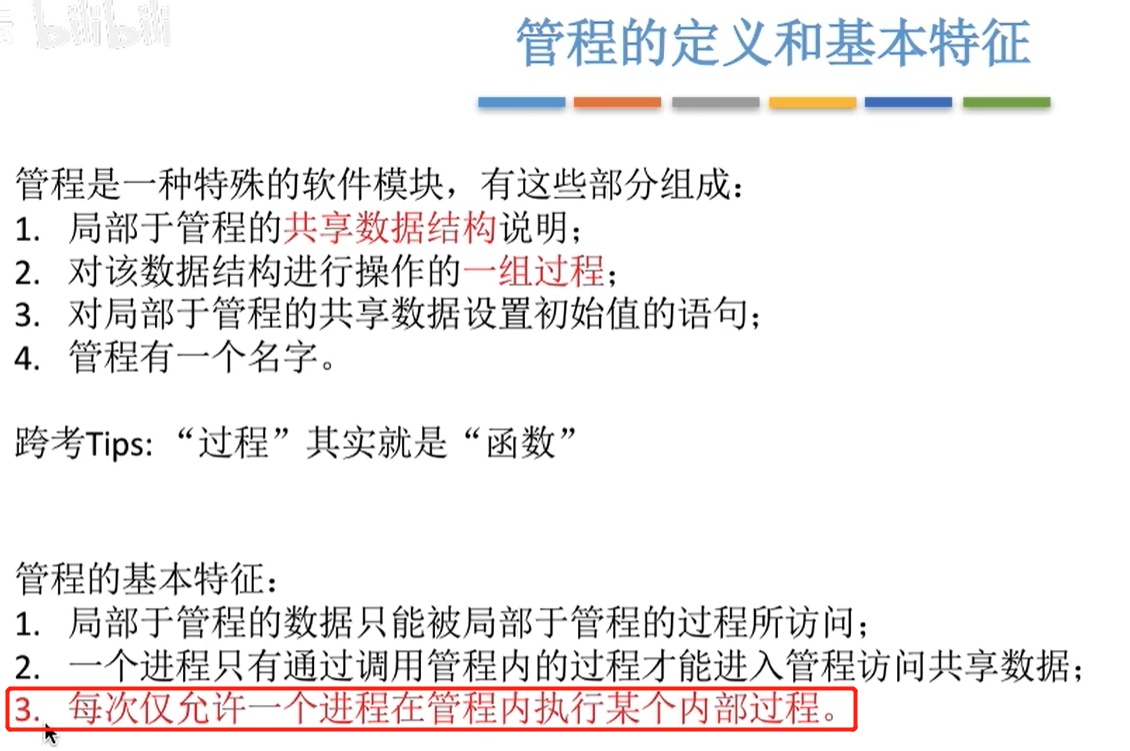 bilibili
管程的定义和基本特征
管程是一种特殊的软件模块，有这些部分组成：
1. 局部于管程的共享数据结构说明；
2. 对该数据结构进行操作的一组过程；
3. 对局部于管程的共享数据设置初始值的语句；
4. 管程有一个名字。
跨考Tips: “过程”其实就是“函数”
管程的基本特征：
1. 局部于管程的数据只能被局部于管程的过程所访问；
2. 一个进程只有通过调用管程内的过程才能进入管程访问共享数据；
3. 每次仅允许一个进程在管程内执行某个内部过程。